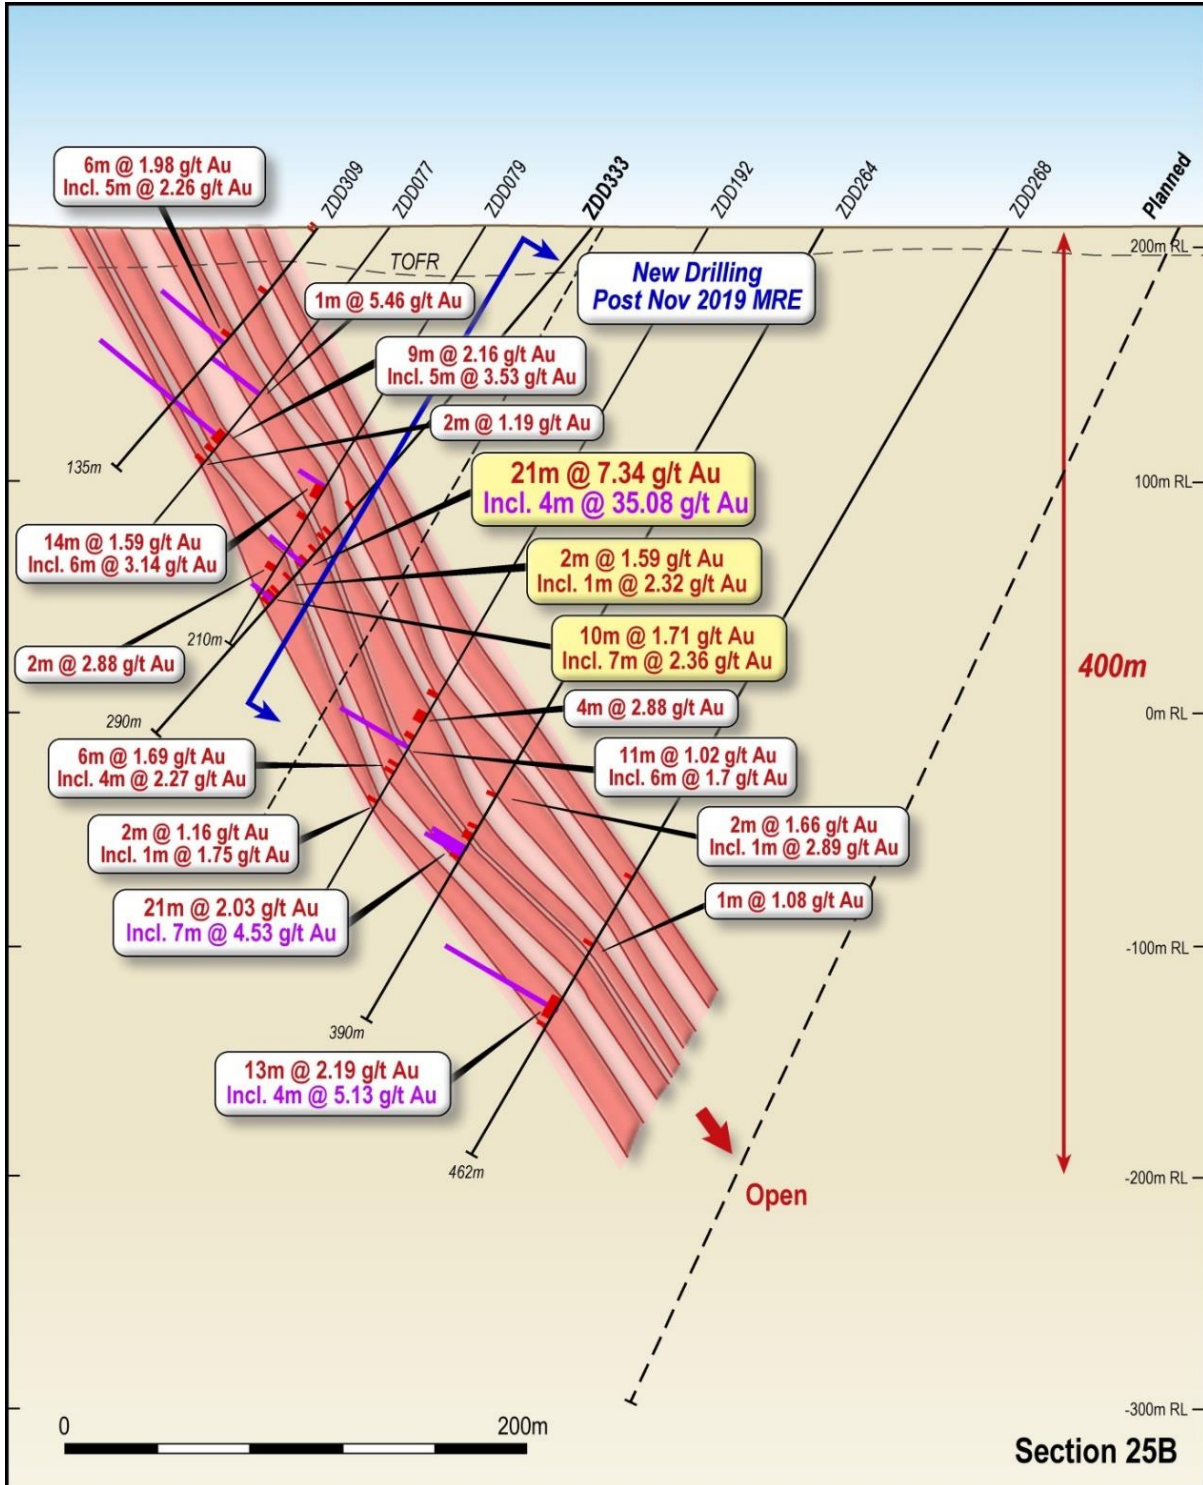 ZDD309
ZDD077
ZDD079
ZDD333
ZDD192
ZDD264
ZDD268
Planned
6m @ 1.98 g/t Au
Incl. 5m @ 2.26 g/t Au
200m RL
TOFR
New Drilling
Post Nov 2019 MRE
1m @ 5.46 g/t Au
9m @ 2.16 g/t Au
Incl. 5m @ 3.53 g/t Au
2m @ 1.19 g/t Au
135m
21m @ 7.34 g/t Au
Incl. 4m @ 35.08 g/t Au
100m RL
14m @ 1.59 g/t Au
Incl. 6m @ 3.14 g/t Au
2m @ 1.59 g/t Au
Incl. 1m @ 2.32 g/t Au
10m @ 1.71 g/t Au
Incl. 7m @ 2.36 g/t Au
210m
2m @ 2.88 g/t Au
400m
290m
4m @ 2.88 g/t Au
0m RL
6m @ 1.69 g/t Au
Incl. 4m @ 2.27 g/t Au
11m @ 1.02 g/t Au
Incl. 6m @ 1.7 g/t Au
2m @ 1.16 g/t Au
Incl. 1m @ 1.75 g/t Au
2m @ 1.66 g/t Au
Incl. 1m @ 2.89 g/t Au
21m @ 2.03 g/t Au
Incl. 7m @ 4.53 g/t Au
1m @ 1.08 g/t Au
-100m RL
390m
13m @ 2.19 g/t Au
Incl. 4m @ 5.13 g/t Au
462m
-200m RL
Open
-300m RL
0
200m
Section 25B